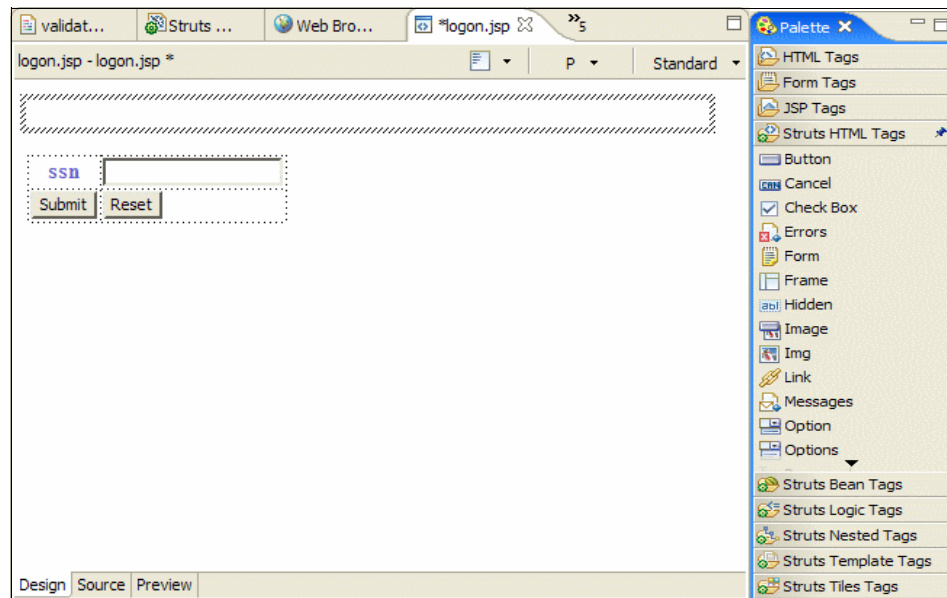 validat...
Struts ...
Web Bro...
*logon.jsp
»5
Palette
logon.jsp - logon.jsp *
P
Standard
ssn
Submit
Reset
Design
Source
Preview
HTML Tags
Form Tags
JSP Tags
Struts HTML Tags
Button
Cancel
Check Box
Errors
Form
Frame
Hidden
Image
Img
Link
Messages
Option
Options
Struts Bean Tags
Struts Logic Tags
Struts Nested Tags
Struts Template Tags
Struts Tiles Tags